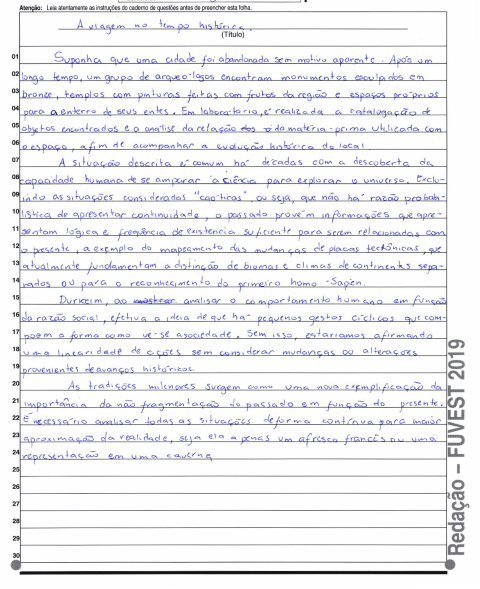 Atenção: Leia atentamente as instruções do caderno de questões antes de preencher esta folha.
A viagem no tempo histórico.
(Título)
01 Suponha que uma cidade foi abandonada sem motivo aparente. Após um
02 longo tempo, um grupo de arqueo-logos encontram monumentos esculpidos em
03 bronze, templos com pinturas feitas com frutos da região e espaços próprios
04 para o enterro de seus entes. Em laboratório, é realizada a catalogação de
05 objetos encontrados e a análise da relação da matéria-prima utilizada com
06 o espaço, afim de acompanhar a evolução histórica do local.
07 A situação descrita é comum há décadas com a descoberta da
08 capacidade humana de se amparar a ciência para explorar o universo. Exclu-
09 indo as situações consideradas "caóticas", ou seja, que não há razão probabi-
10 lística de apresentar continuidade, o passado provém informações que apre-
11 sentam lógica e freqüência de existência suficiente para serem relacionadas com
12 o presente, a exemplo do mapeamento das mudanças de placas tectônicas, que
13 atualmente fundamentam a distinção de biomas e climas de continentes sepa-
14 rados ou para o reconhecimento do primeiro homo-Sapien.
15 Durkeim, ao analisar o comportamento humano em função
16 da razão social, efetiva a ideia de que há pequenos gestos cíclicos que com-
17 põem a forma como vê-se a sociedade. Sem isso, estaríamos afirmando
18 uma linearidade de ações sem considerar mudanças ou alterações
19 provenientes de avanços históricos.
20 As tradições milenares surgem como uma nova exemplificação da
21 importância da não fragmentação do passado em função do presente.
22 É necessário analisar todas as situações de forma contínua para maior
23 aproximação da realidade, seja ela apenas um afresco francês ou uma
24 representação em uma caverna.
25
26
27
28
29
30
Redação – FUVEST 2019